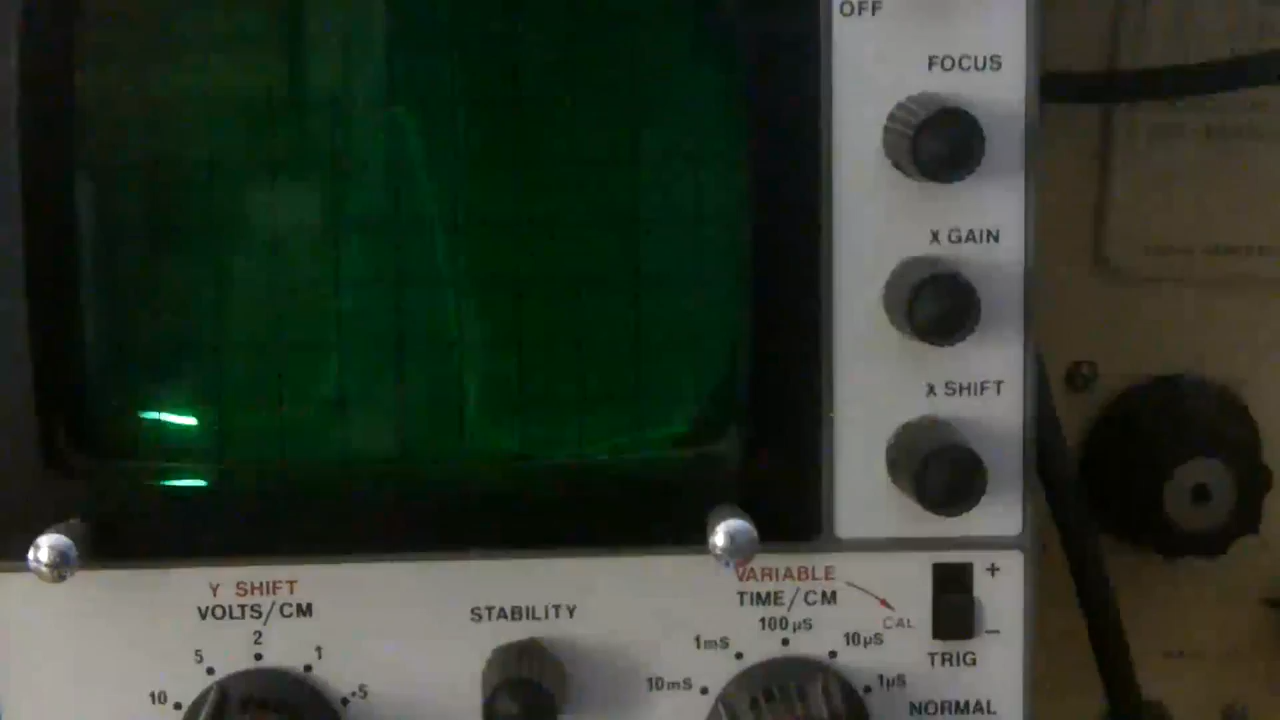 OFF
FOCUS
X GAIN
X SHIFT
Y SHIFT
VOLTS/CM
2
5
1
10
.5
STABILITY
VARIABLE
TIME/CM
CAL
100µS
1mS
10µS
10mS
1µS
+
−
TRIG
NORMAL